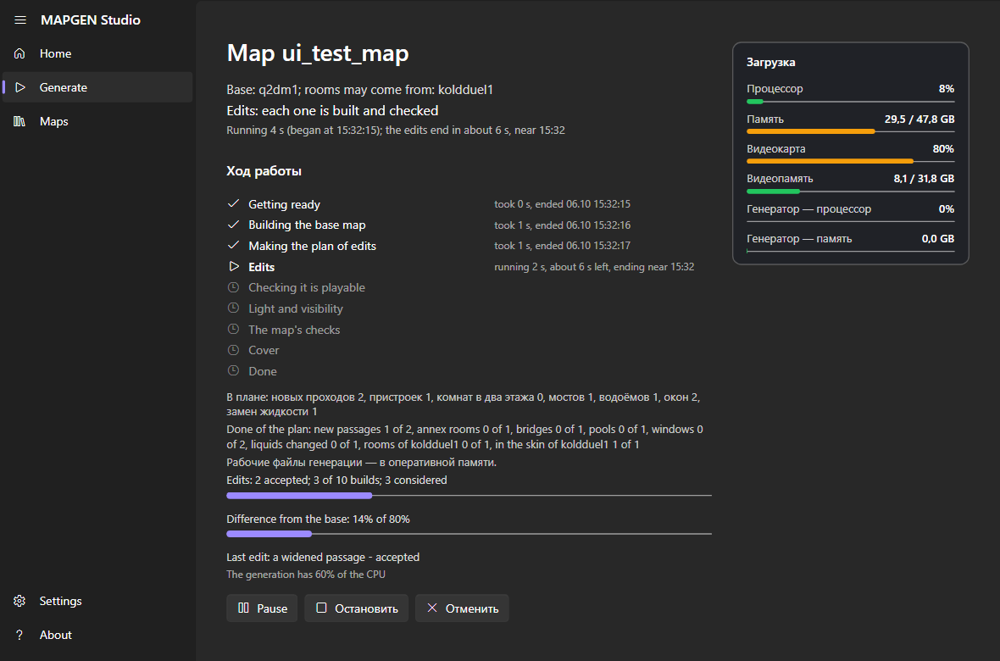 MAPGEN Studio
Home
Generate
Maps
Settings
? About
Map ui_test_map
Base: q2dm1; rooms may come from: koldduel1
Edits: each one is built and checked
Running 4 s (began at 15:32:15); the edits end in about 6 s, near 15:32
Ход работы
Getting ready took 0 s, ended 06.10 15:32:15
Building the base map took 1 s, ended 06.10 15:32:16
Making the plan of edits took 1 s, ended 06.10 15:32:17
Edits running 2 s, about 6 s left, ending near 15:32
Checking it is playable
Light and visibility
The map's checks
Cover
Done
В плане: новых проходов 2, пристроек 1, комнат в два этажа 0, мостов 1, водоёмов 1, окон 2,
замен жидкости 1
Done of the plan: new passages 1 of 2, annex rooms 0 of 1, bridges 0 of 1, pools 0 of 1, windows 0
of 2, liquids changed 0 of 1, rooms of koldduel1 0 of 1, in the skin of koldduel1 1 of 1
Рабочие файлы генерации — в оперативной памяти.
Edits: 2 accepted; 3 of 10 builds; 3 considered
Difference from the base: 14% of 80%
Last edit: a widened passage - accepted
The generation has 60% of the CPU
Pause Остановить Отменить
Загрузка
Процессор 8%
Память 29,5 / 47,8 GB
Видеокарта 80%
Видеопамять 8,1 / 31,8 GB
Генератор — процессор 0%
Генератор — память 0,0 GB